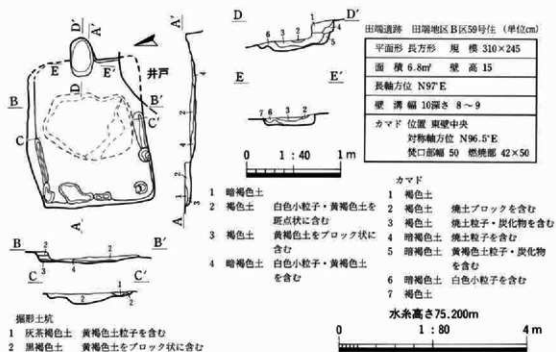 田端遺跡 田端地区B区59号住 (単位cm)
平面形 長方形 規模 310×245
面積 6.8㎡ 壁高 15
長軸方位 N97°E
壁溝 幅10深さ 8～9
カマド 位置 東壁中央
対称軸方位 N96.5°E
焚口部幅 50 燃焼部 42×50
D' A' A' D D'
E E' 井戸
D
B B'
C C'
E E'
A
0 1:40 1m
1 暗褐色土
2 褐色土 白色小粒子・黄褐色土を
斑点状に含む
3 褐色土 黄褐色土をブロック状に
含む
4 暗褐色土 白色小粒子・黄褐色土
を含む
カマド
1 褐色土
2 褐色土 焼土ブロックを含む
3 褐色土 焼土粒子・炭化物を含む
4 暗褐色土 焼土粒子を含む
5 暗褐色土 黄褐色土粒子・炭化物
を含む
6 暗褐色土 白色小粒子を含む
7 褐色土
B B'
C C'
掘形土坑
1 灰茶褐色土 黄褐色土粒子を含む
2 黒褐色土 黄褐色土をブロック状に含む
水糸高さ75.200m
0 1:80 4m